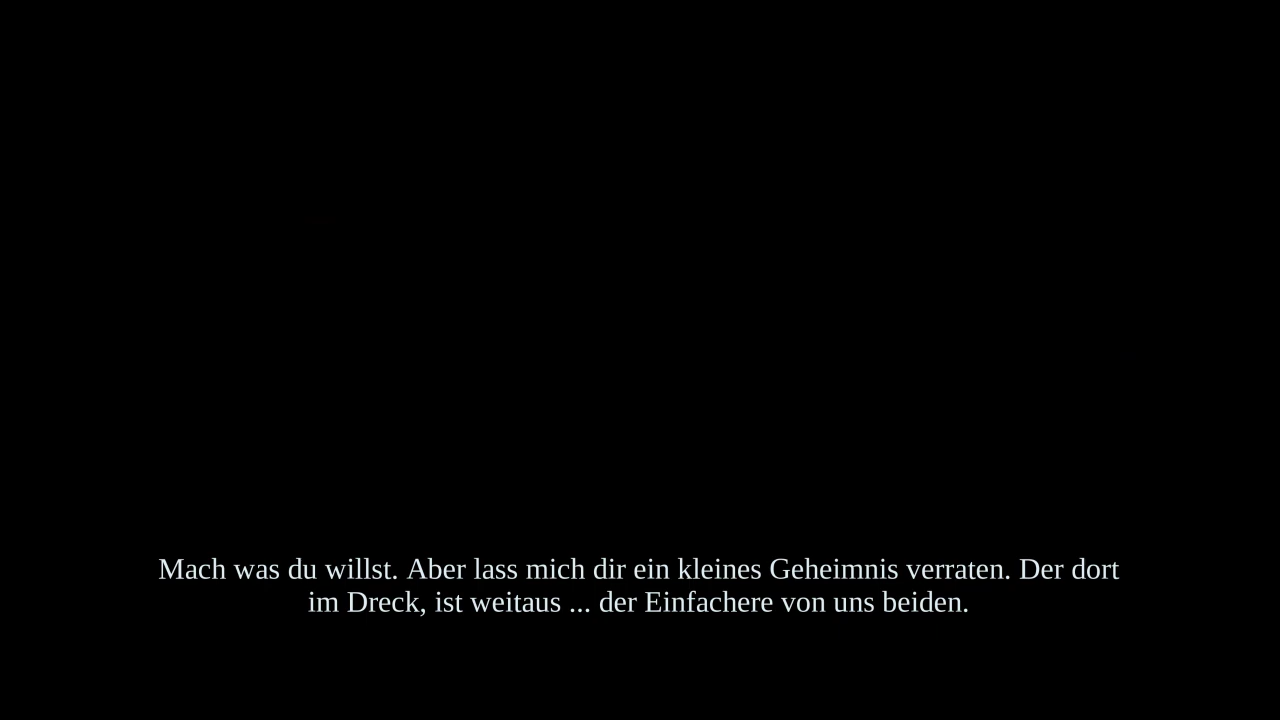 Mach was du willst. Aber lass mich dir ein kleines Geheimnis verraten. Der dort
im Dreck, ist weitaus ... der Einfachere von uns beiden.